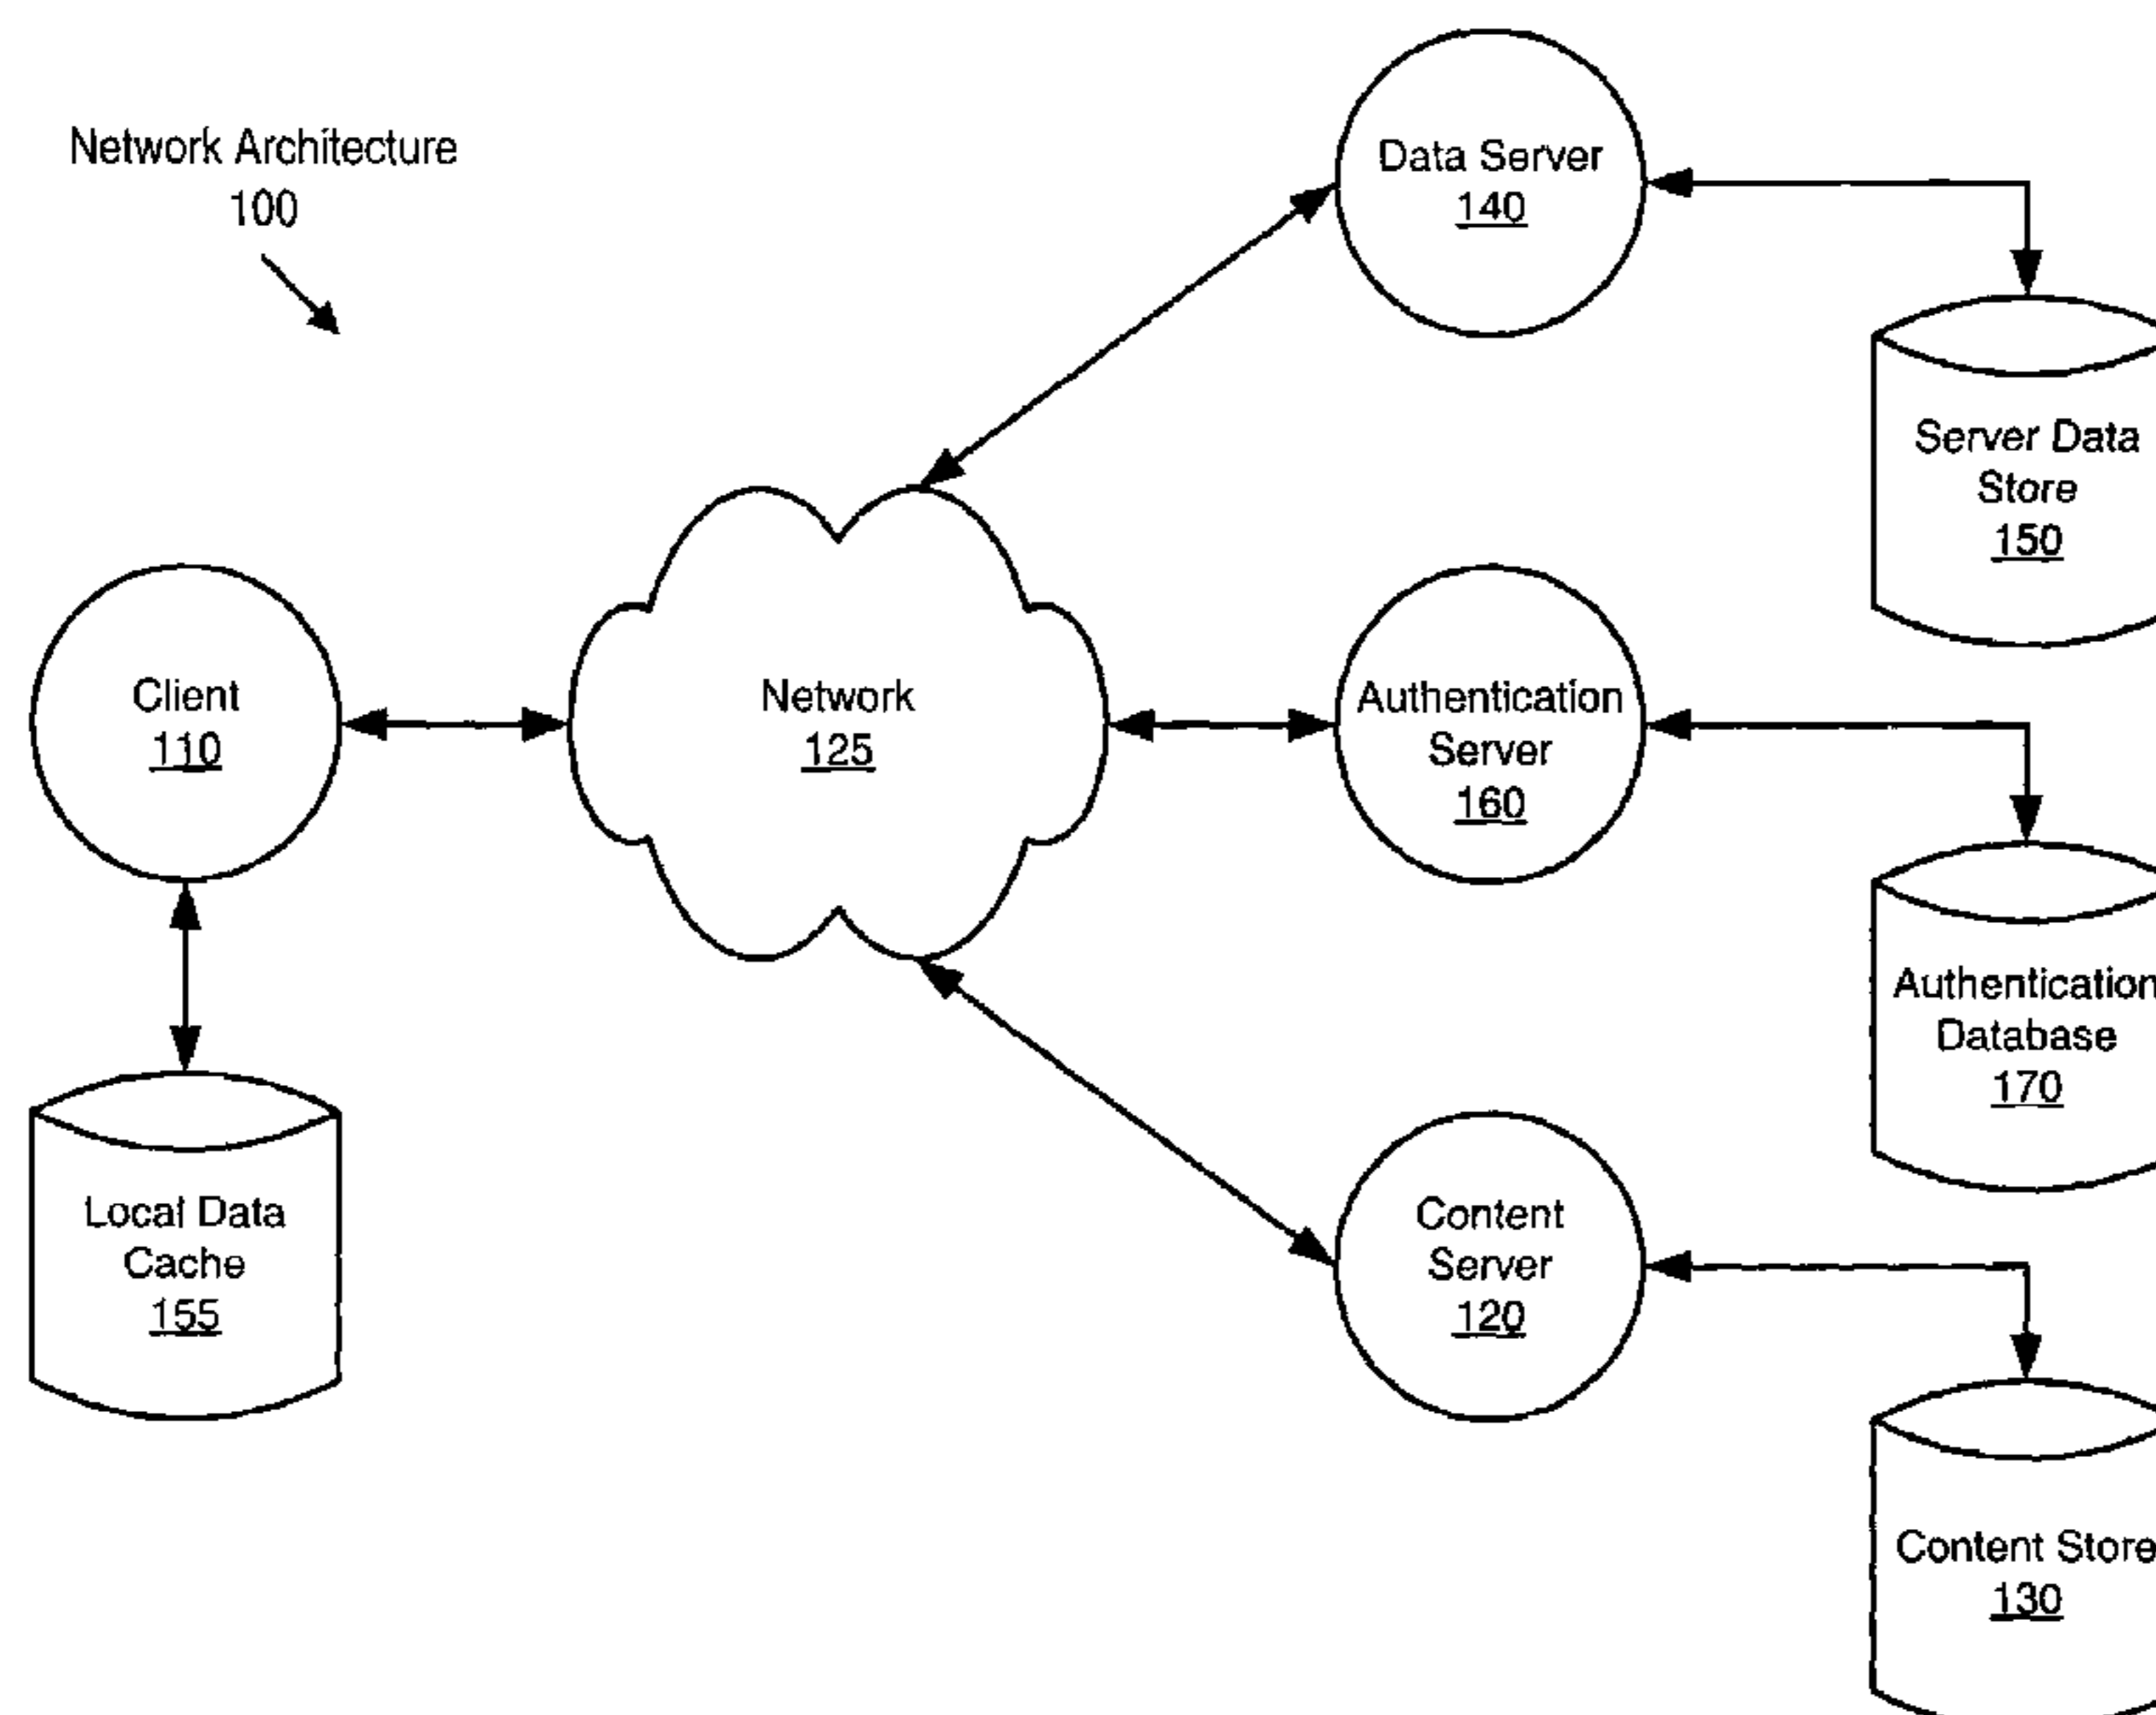 Network Architecture
100
Data Server
140
Server Data
Store
150
Client
110
Network
125
Authentication
Server
160
Authentication
Database
170
Local Data
Cache
155
Content
Server
120
Content Store
130